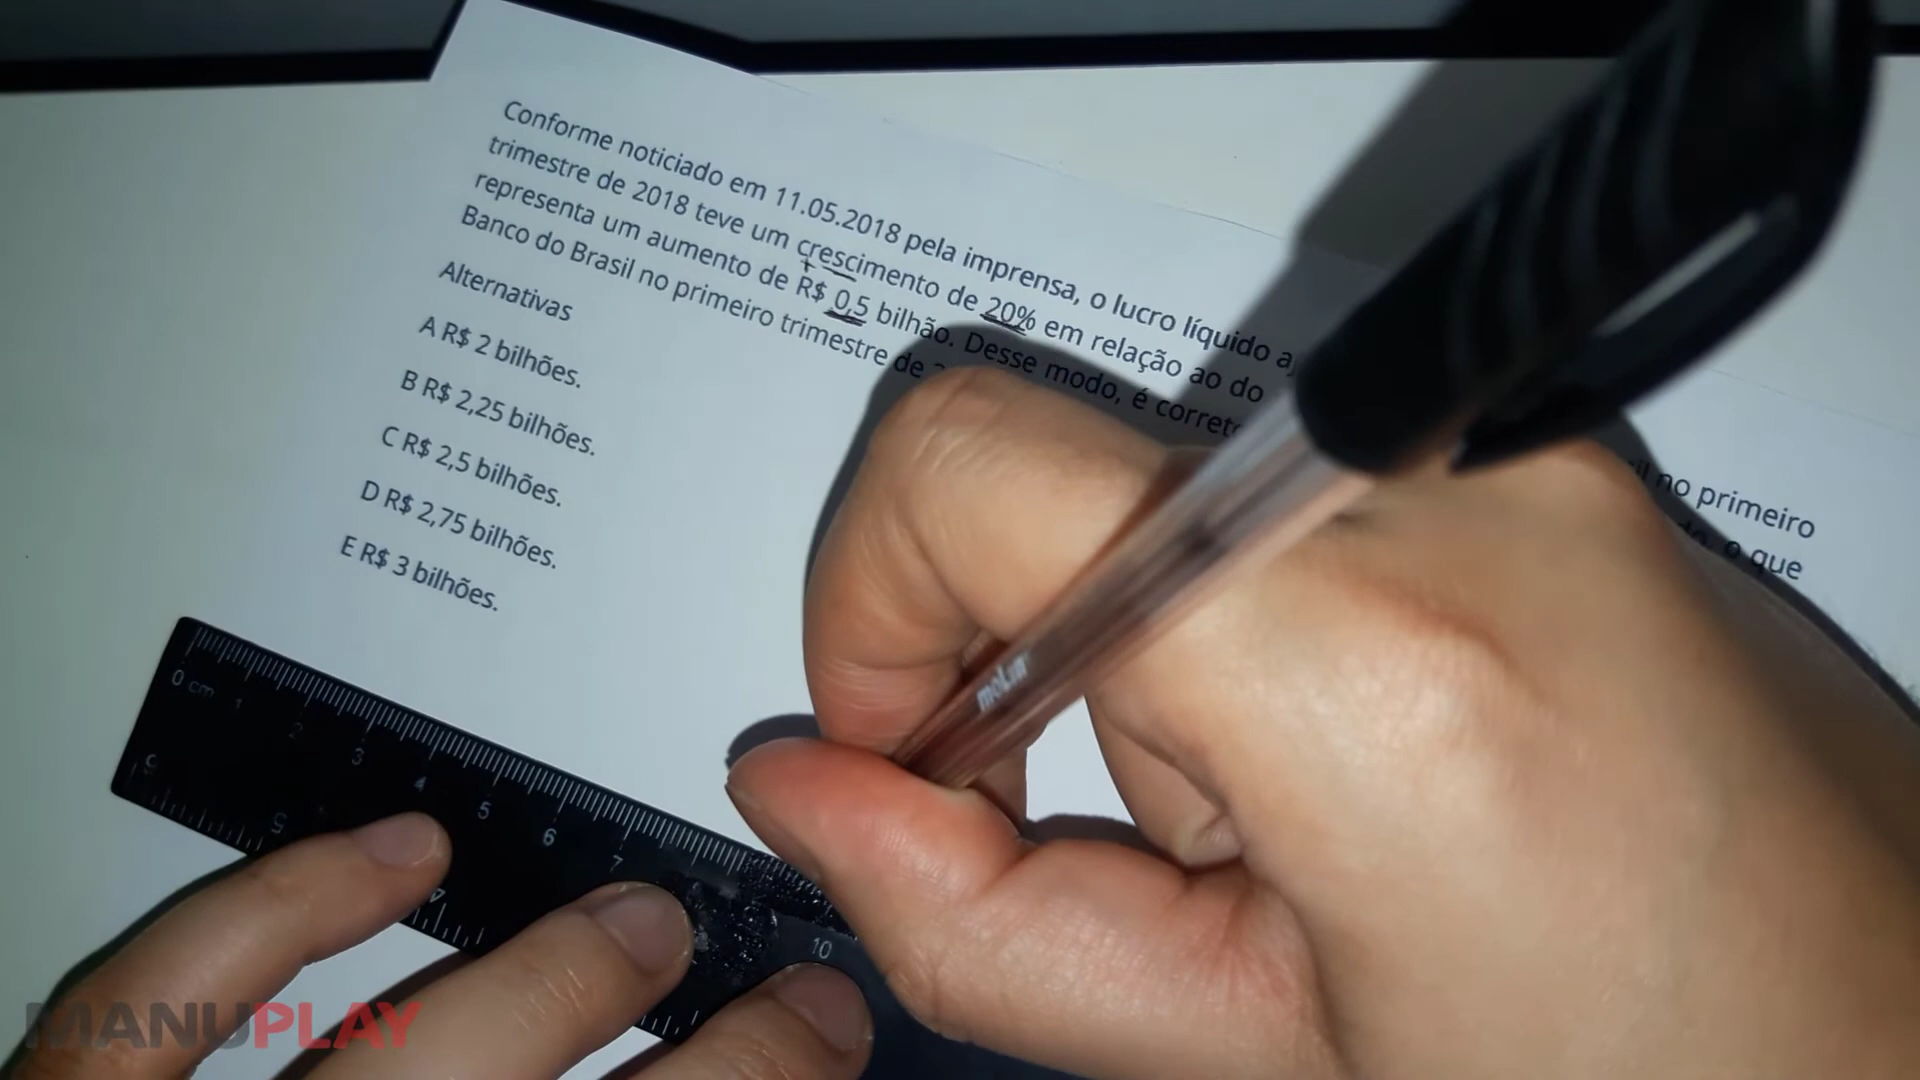 Conforme noticiado em 11.05.2018 pela imprensa, o lucro líquido il no primeiro
trimestre de 2018 teve um crescimento de 20% em relação ao do o que
representa um aumento de R$ 0,5 bilhão. Desse modo, é correto
Banco do Brasil no primeiro trimestre de
Alternativas
A R$ 2 bilhões.
B R$ 2,25 bilhões.
C R$ 2,5 bilhões.
D R$ 2,75 bilhões.
E R$ 3 bilhões.
0 cm 1 2 3 4 5 6 7 10
molin
MANUPLAY